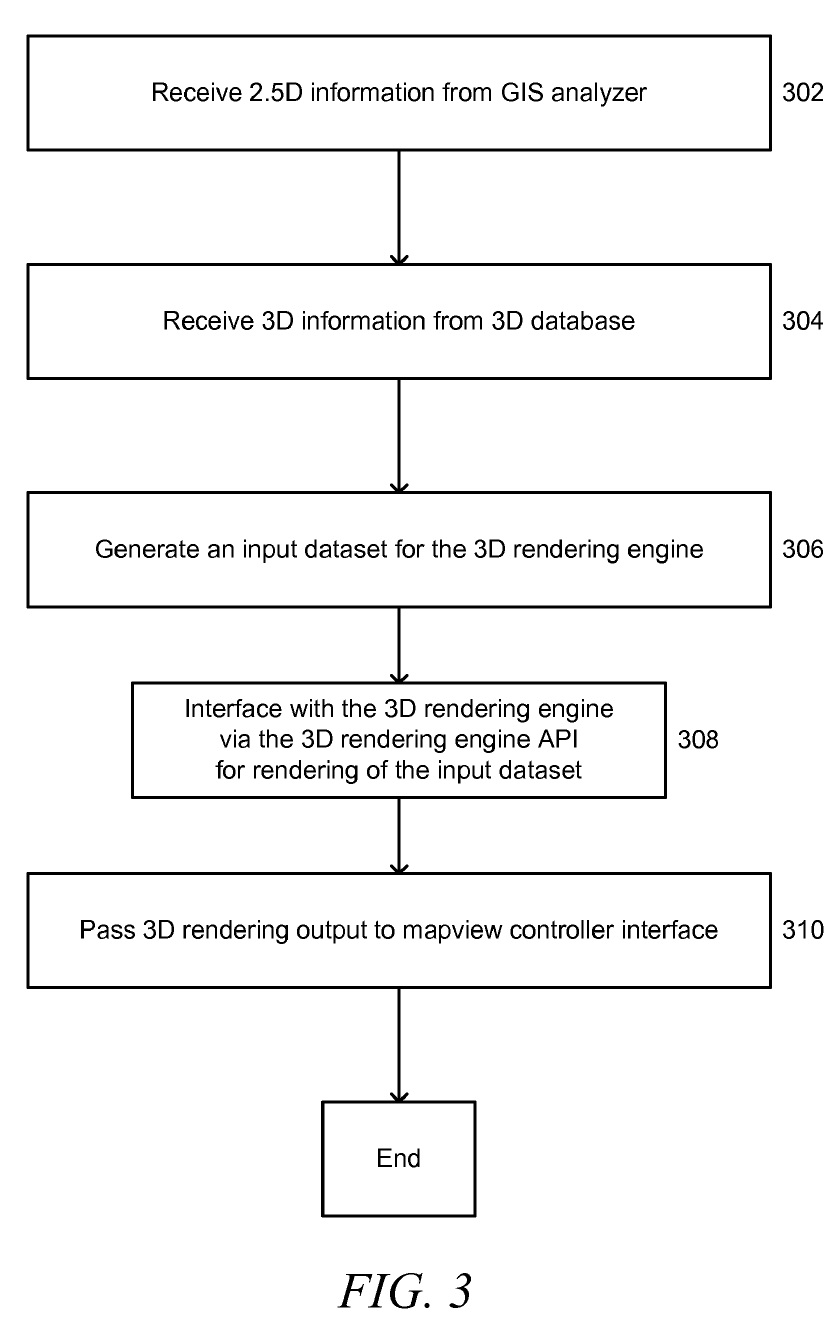 Receive 2.5D information from GIS analyzer
302
Receive 3D information from 3D database
304
Generate an input dataset for the 3D rendering engine
306
Interface with the 3D rendering engine
via the 3D rendering engine API
for rendering of the input dataset
308
Pass 3D rendering output to mapview controller interface
310
End
FIG. 3